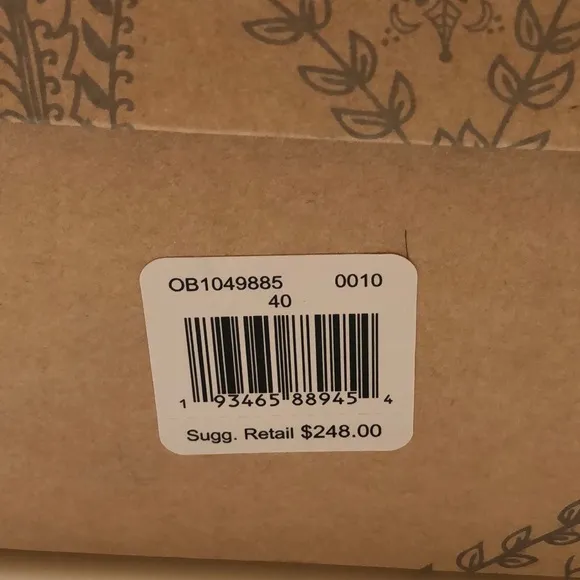 OB1049885 0010
40
1 93465 88945 4
Sugg. Retail $248.00